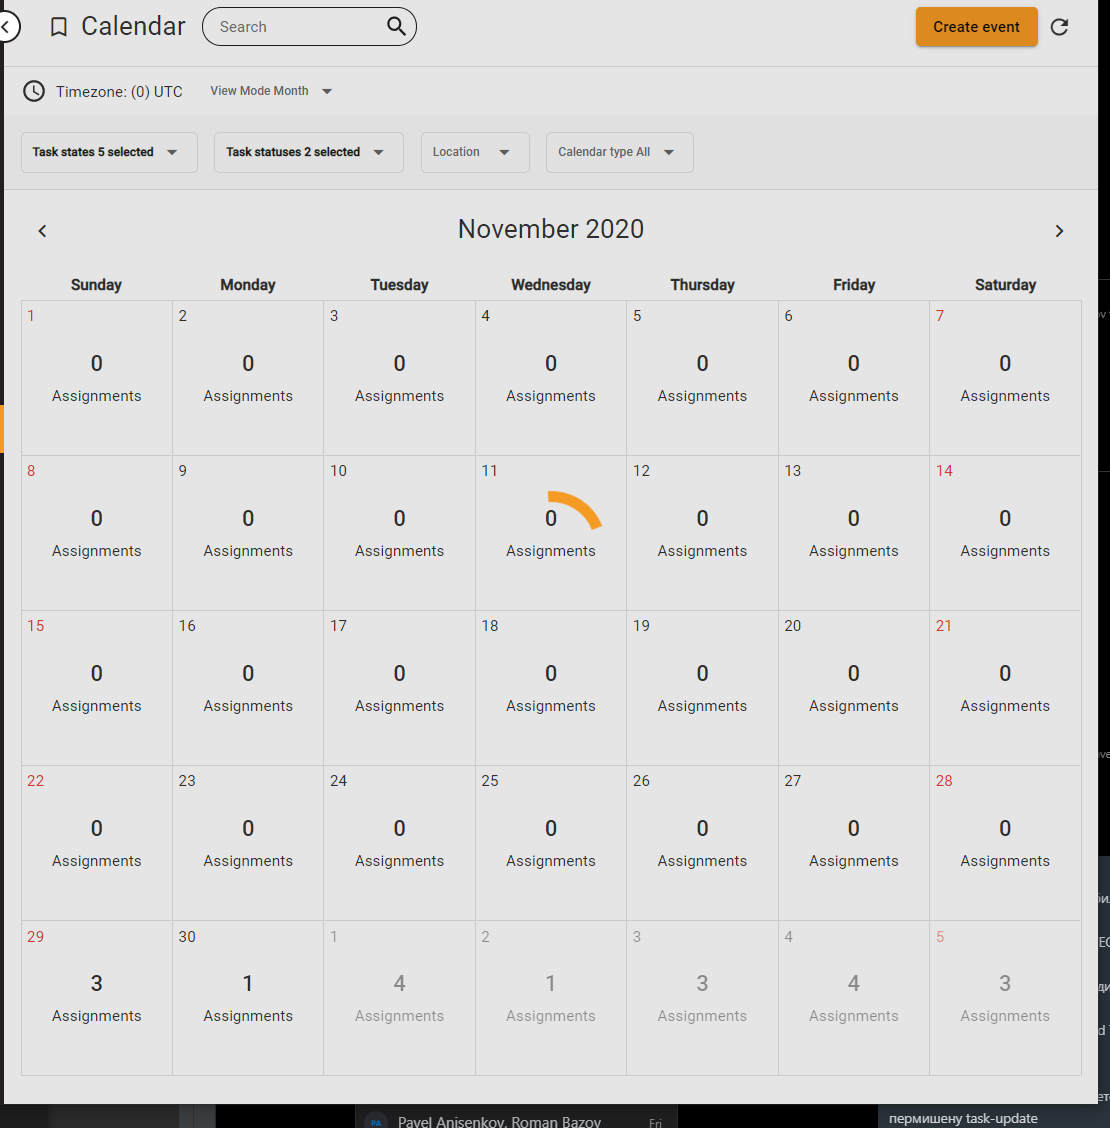 Calendar
Search
Create event
Timezone: (0) UTC
View Mode Month
Task states 5 selected
Task statuses 2 selected
Location
Calendar type All
November 2020
Sunday Monday Tuesday Wednesday Thursday Friday Saturday
1 2 3 4 5 6 7
0 0 0 0 0 0 0
Assignments Assignments Assignments Assignments Assignments Assignments Assignments
8 9 10 11 12 13 14
0 0 0 0 0 0 0
Assignments Assignments Assignments Assignments Assignments Assignments Assignments
15 16 17 18 19 20 21
0 0 0 0 0 0 0
Assignments Assignments Assignments Assignments Assignments Assignments Assignments
22 23 24 25 26 27 28
0 0 0 0 0 0 0
Assignments Assignments Assignments Assignments Assignments Assignments Assignments
29 30 1 2 3 4 5
3 1 4 1 3 4 3
Assignments Assignments Assignments Assignments Assignments Assignments Assignments
PA Pavel Anisenkov, Roman Bazov Fri
пермишену task-update